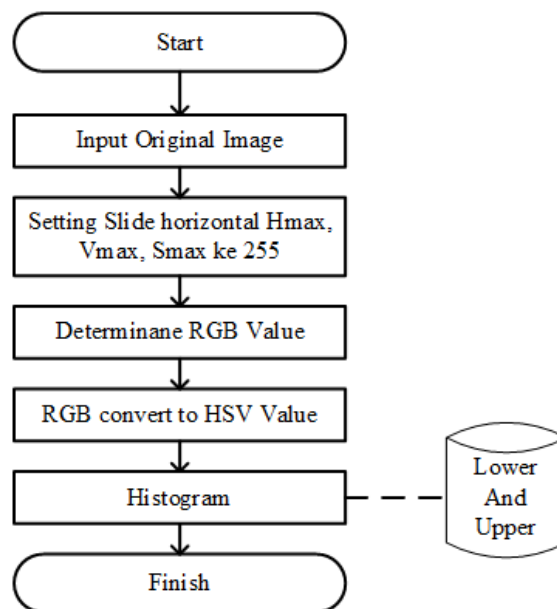 Start
Input Original Image
Setting Slide horizontal Hmax,
Vmax, Smax ke 255
Determinane RGB Value
RGB convert to HSV Value
Histogram
Lower
And
Upper
Finish